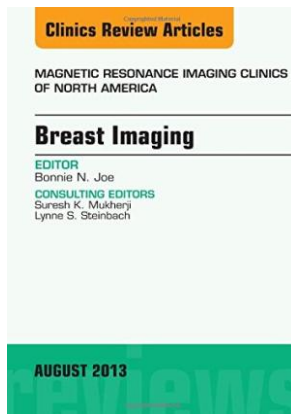 Clinics Review Articles
MAGNETIC RESONANCE IMAGING CLINICS
OF NORTH AMERICA
Breast Imaging
EDITOR
Bonnie N. Joe
CONSULTING EDITORS
Suresh K. Mukherji
Lynne S. Steinbach
AUGUST 2013
reviews